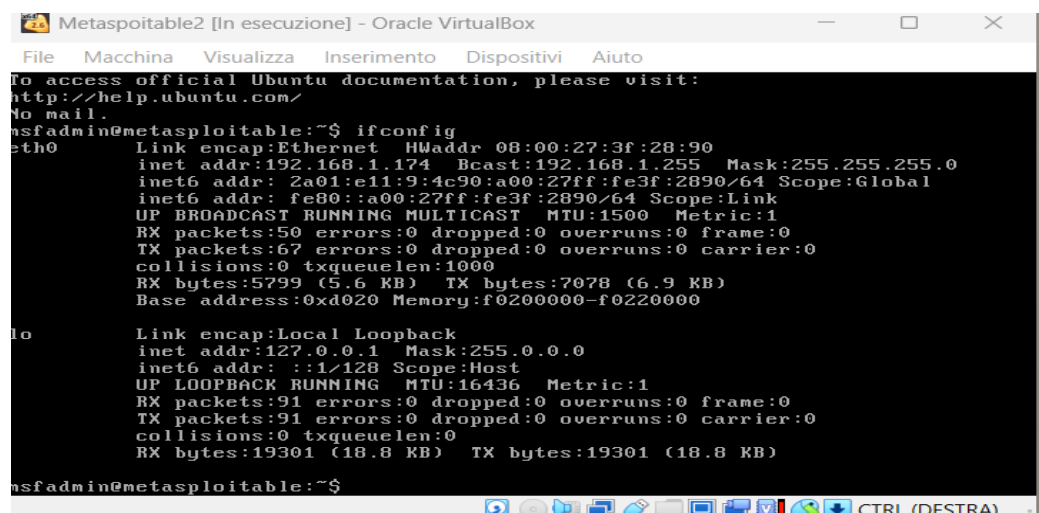 Metaspoitable2 [In esecuzione] - Oracle VirtualBox
File Macchina Visualizza Inserimento Dispositivi Aiuto
To access official Ubuntu documentation, please visit:
http://help.ubuntu.com/
No mail.
msfadmin@metasploitable:~$ ifconfig
eth0 Link encap:Ethernet HWaddr 08:00:27:3f:28:90
inet addr:192.168.1.174 Bcast:192.168.1.255 Mask:255.255.255.0
inet6 addr: 2a01:e11:9:4c90:a00:27ff:fe3f:2890/64 Scope:Global
inet6 addr: fe80::a00:27ff:fe3f:2890/64 Scope:Link
UP BROADCAST RUNNING MULTICAST MTU:1500 Metric:1
RX packets:50 errors:0 dropped:0 overruns:0 frame:0
TX packets:67 errors:0 dropped:0 overruns:0 carrier:0
collisions:0 txqueuelen:1000
RX bytes:5799 (5.6 KB) TX bytes:7078 (6.9 KB)
Base address:0xd020 Memory:f0200000-f0220000
lo Link encap:Local Loopback
inet addr:127.0.0.1 Mask:255.0.0.0
inet6 addr: ::1/128 Scope:Host
UP LOOPBACK RUNNING MTU:16436 Metric:1
RX packets:91 errors:0 dropped:0 overruns:0 frame:0
TX packets:91 errors:0 dropped:0 overruns:0 carrier:0
collisions:0 txqueuelen:0
RX bytes:19301 (18.8 KB) TX bytes:19301 (18.8 KB)
msfadmin@metasploitable:~$
CTRL (DESTRA)